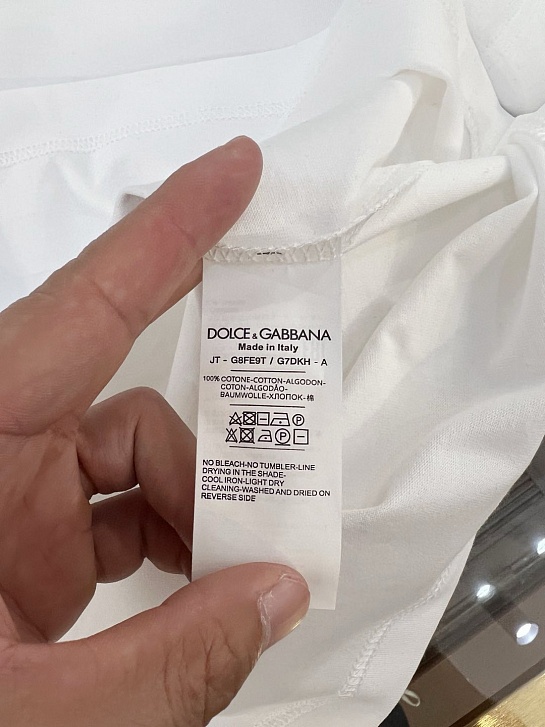 DOLCE & GABBANA
Made in Italy
JT - G8FE9T / G7DKH - A
100% COTONE-COTTON-ALGODON-
COTON-ALGODÃO-
BAUMWOLLE-ХЛОПОК-棉
NO BLEACH-NO TUMBLER-LINE
DRYING IN THE SHADE-
COOL IRON-LIGHT DRY
CLEANING-WASHED AND DRIED ON
REVERSE SIDE